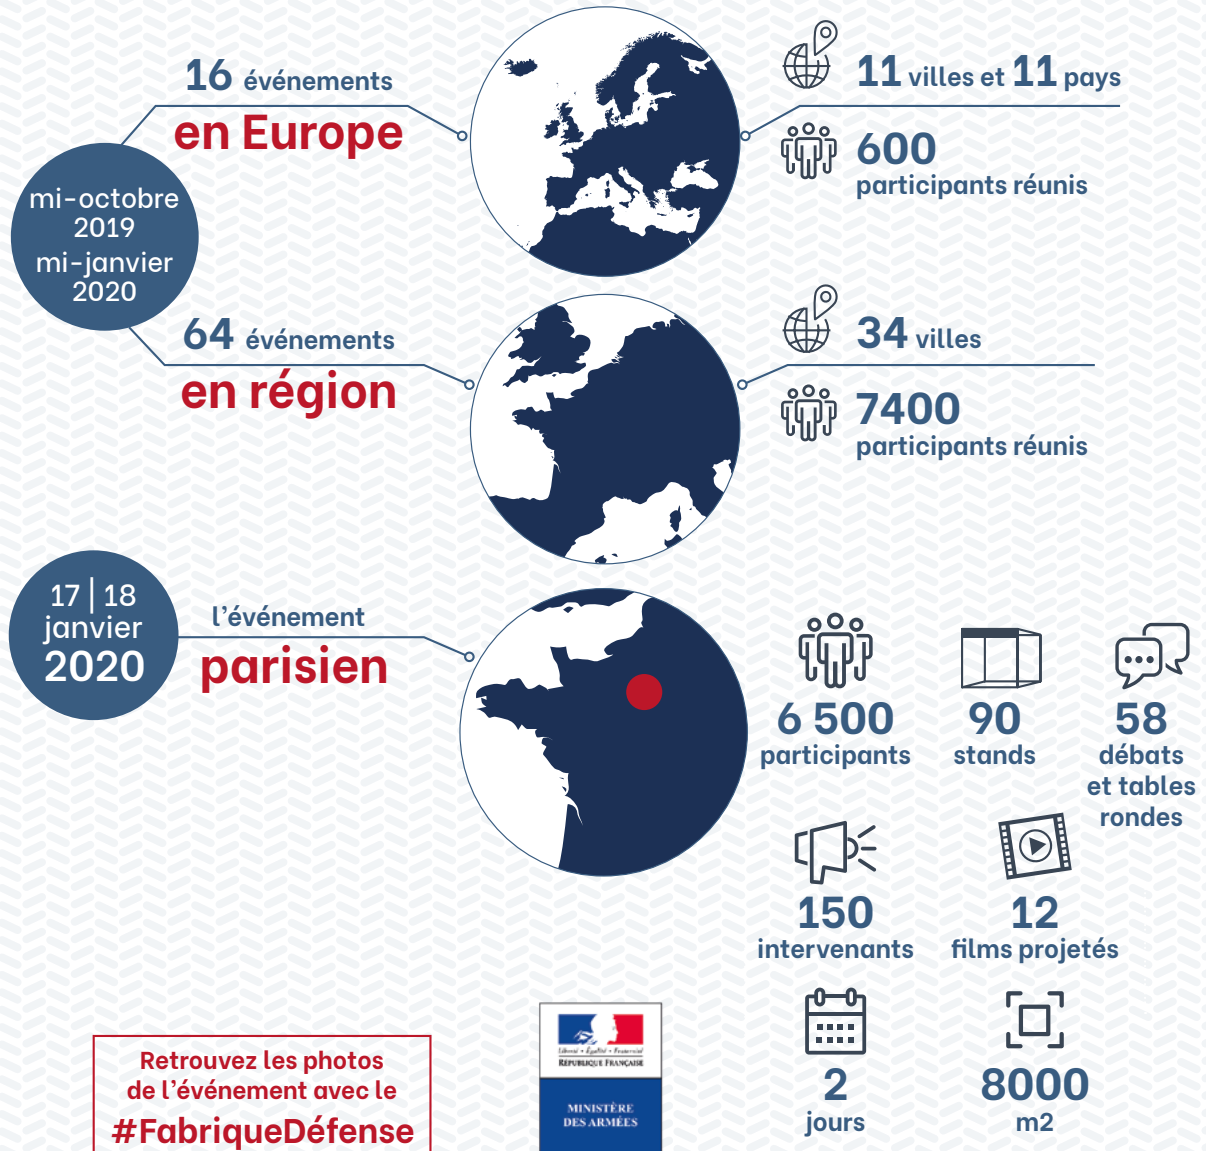 16 événements
en Europe
11 villes et 11 pays
600
participants réunis
mi-octobre
2019
mi-janvier
2020
64 événements
en région
34 villes
7400
participants réunis
17 | 18
janvier
2020
l'événement
parisien
6 500
participants
90
stands
58
débats
et tables
rondes
150
intervenants
12
films projetés
2
jours
8000
m2
Retrouvez les photos
de l'événement avec le
#FabriqueDéfense
Liberté • Égalité • Fraternité
RÉPUBLIQUE FRANÇAISE
MINISTÈRE
DES ARMÉES